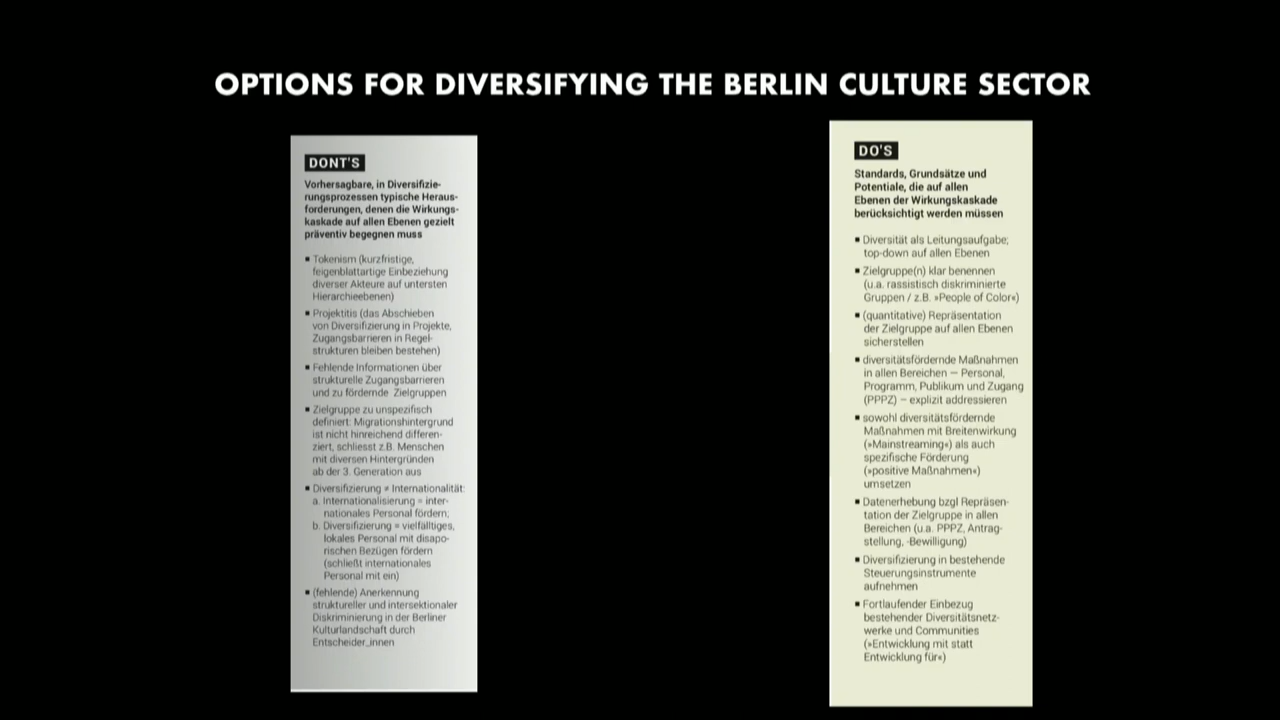 OPTIONS FOR DIVERSIFYING THE BERLIN CULTURE SECTOR
DONT'S
Vorhersagbare, in Diversifizie-
rungsprozessen typische Heraus-
forderungen, denen die Wirkungs-
kaskade auf allen Ebenen gezielt
präventiv begegnen muss
▪ Tokenism (kurzfristige,
feigenblattartige Einbeziehung
diverser Akteure auf untersten
Hierarchieebenen)
▪ Projektitis (das Abschieben
von Diversifizierung in Projekte,
Zugangsbarrieren in Regel-
strukturen bleiben bestehen)
▪ Fehlende Informationen über
strukturelle Zugangsbarrieren
und zu fördernde Zielgruppen
▪ Zielgruppe zu unspezifisch
definiert: Migrationshintergrund
ist nicht hinreichend differen-
ziert, schliesst z.B. Menschen
mit diversen Hintergründen
ab der 3. Generation aus
▪ Diversifizierung ≠ Internationalität:
a. Internationalisierung = inter-
nationales Personal fördern;
b. Diversifizierung = vielfälltiges,
lokales Personal mit disapo-
rischen Bezügen fördern
(schließt internationales
Personal mit ein)
▪ (fehlende) Anerkennung
struktureller und intersektionaler
Diskriminierung in der Berliner
Kulturlandschaft durch
Entscheider_innen
DO'S
Standards, Grundsätze und
Potentiale, die auf allen
Ebenen der Wirkungskaskade
berücksichtigt werden müssen
▪ Diversität als Leitungsaufgabe;
top-down auf allen Ebenen
▪ Zielgruppe(n) klar benennen
(u.a. rassistisch diskriminierte
Gruppen / z.B. »People of Color«)
▪ (quantitative) Repräsentation
der Zielgruppe auf allen Ebenen
sicherstellen
▪ diversitätsfördernde Maßnahmen
in allen Bereichen – Personal,
Programm, Publikum und Zugang
(PPPZ) – explizit addressieren
▪ sowohl diversitätsfördernde
Maßnahmen mit Breitenwirkung
(»Mainstreaming«) als auch
spezifische Förderung
(»positive Maßnahmen«)
umsetzen
▪ Datenerhebung bzgl Repräsen-
tation der Zielgruppe in allen
Bereichen (u.a. PPPZ, Antrag-
stellung, -Bewilligung)
▪ Diversifizierung in bestehende
Steuerungsinstrumente
aufnehmen
▪ Fortlaufender Einbezug
bestehender Diversitätsnetz-
werke und Communities
(»Entwicklung mit statt
Entwicklung für«)